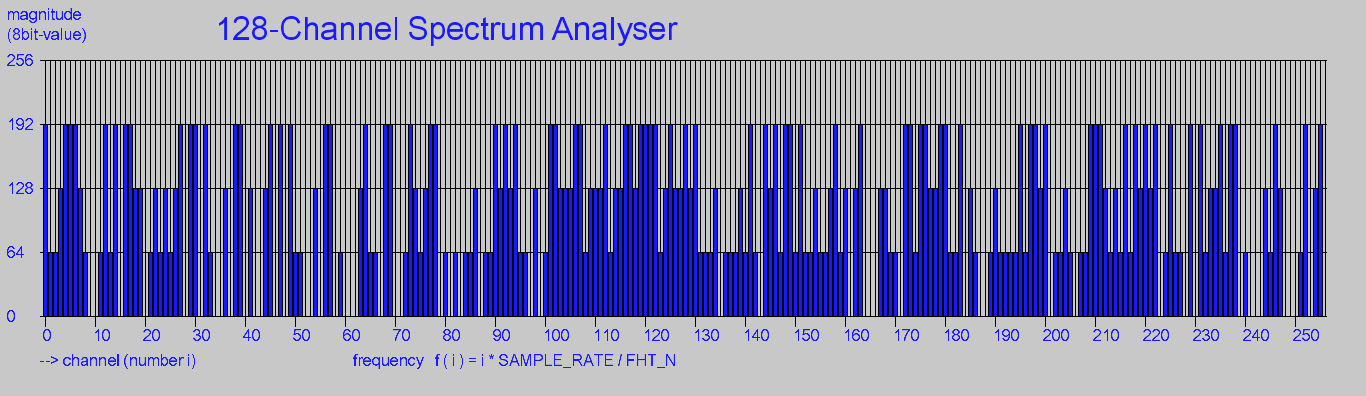 magnitude
(8bit-value)
128-Channel Spectrum Analyser
256
192
128
64
0
0 10 20 30 40 50 60 70 80 90 100 110 120 130 140 150 160 170 180 190 200 210 220 230 240 250
--> channel (number i) frequency f ( i ) = i * SAMPLE_RATE / FHT_N